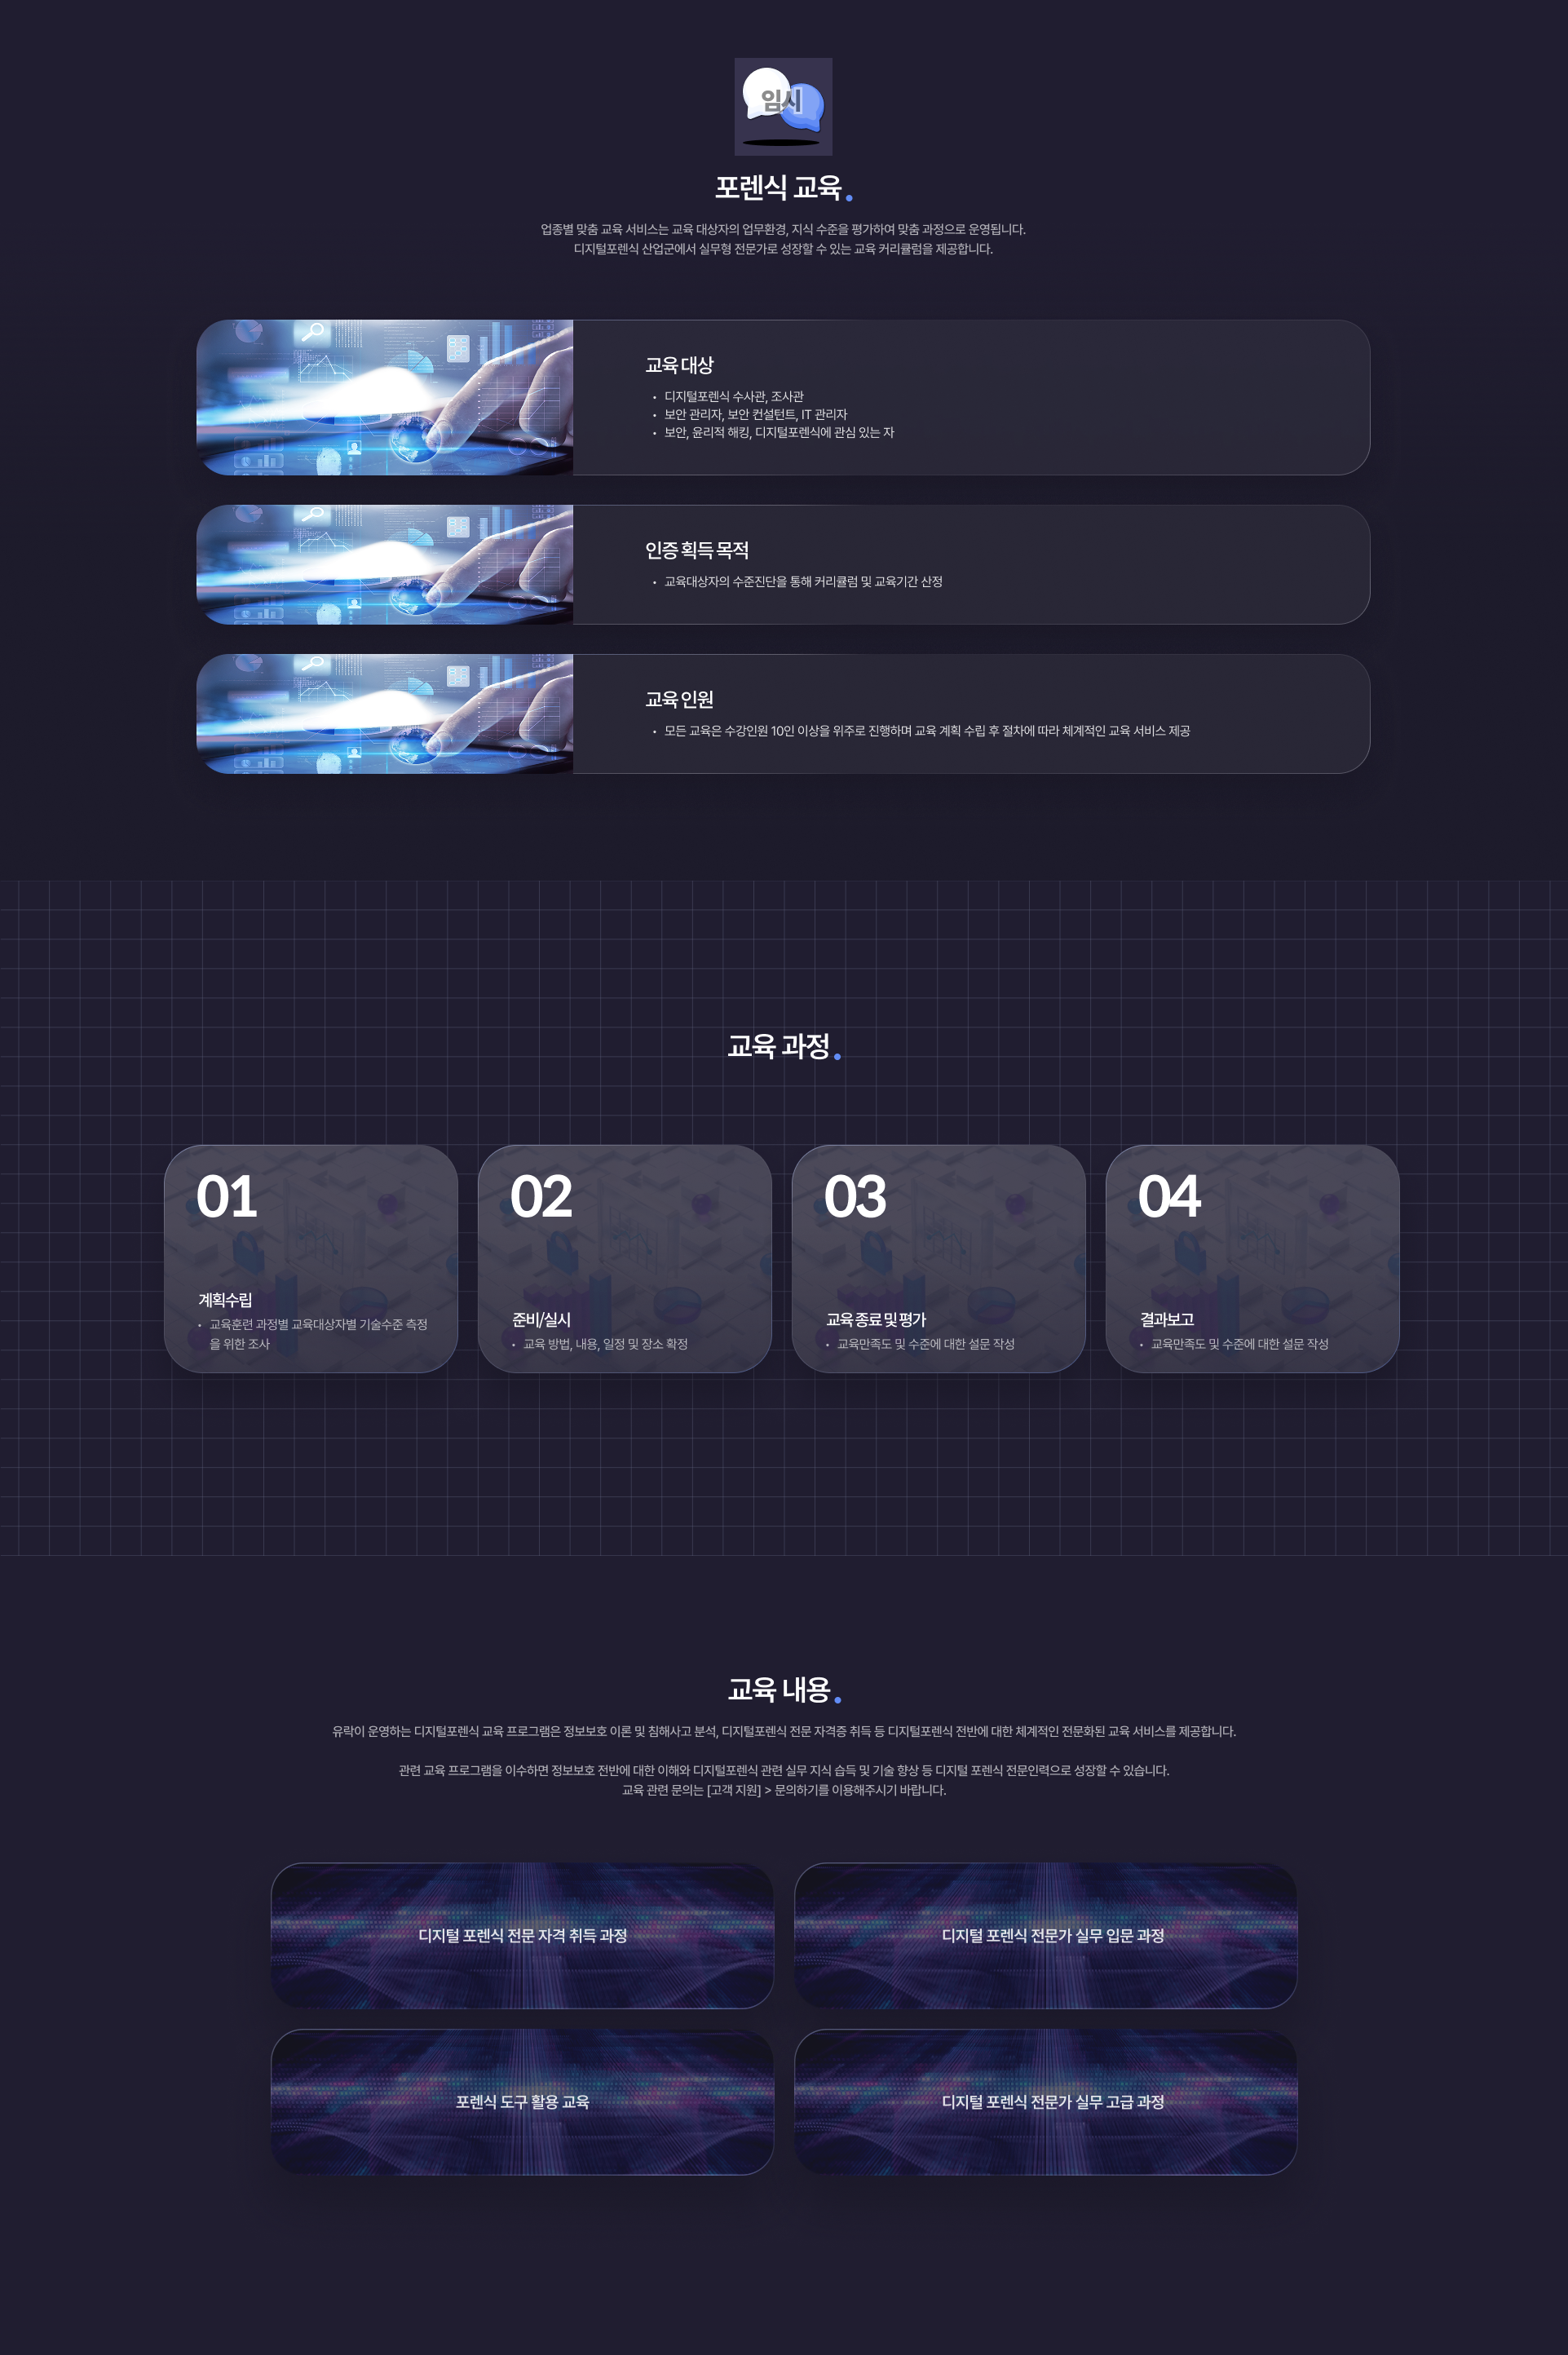 임시
포렌식 교육.
업종별 맞춤 교육 서비스는 교육 대상자의 업무환경, 지식 수준을 평가하여 맞춤 과정으로 운영됩니다.
디지털포렌식 산업군에서 실무형 전문가로 성장할 수 있는 교육 커리큘럼을 제공합니다.
교육 대상
• 디지털포렌식 수사관, 조사관
• 보안 관리자, 보안 컨설턴트, IT 관리자
• 보안, 윤리적 해킹, 디지털포렌식에 관심 있는 자
인증 획득 목적
• 교육대상자의 수준진단을 통해 커리큘럼 및 교육기간 산정
교육 인원
• 모든 교육은 수강인원 10인 이상을 위주로 진행하며 교육 계획 수립 후 절차에 따라 체계적인 교육 서비스 제공
교육 과정.
01
계획수립
• 교육훈련 과정별 교육대상자별 기술수준 측정
을 위한 조사
02
준비/실시
• 교육 방법, 내용, 일정 및 장소 확정
03
교육 종료 및 평가
• 교육만족도 및 수준에 대한 설문 작성
04
결과보고
• 교육만족도 및 수준에 대한 설문 작성
교육 내용.
유락이 운영하는 디지털포렌식 교육 프로그램은 정보보호 이론 및 침해사고 분석, 디지털포렌식 전문 자격증 취득 등 디지털포렌식 전반에 대한 체계적인 전문화된 교육 서비스를 제공합니다.
관련 교육 프로그램을 이수하면 정보보호 전반에 대한 이해와 디지털포렌식 관련 실무 지식 습득 및 기술 향상 등 디지털 포렌식 전문인력으로 성장할 수 있습니다.
교육 관련 문의는 [고객 지원] > 문의하기를 이용해주시기 바랍니다.
디지털 포렌식 전문 자격 취득 과정
디지털 포렌식 전문가 실무 입문 과정
포렌식 도구 활용 교육
디지털 포렌식 전문가 실무 고급 과정